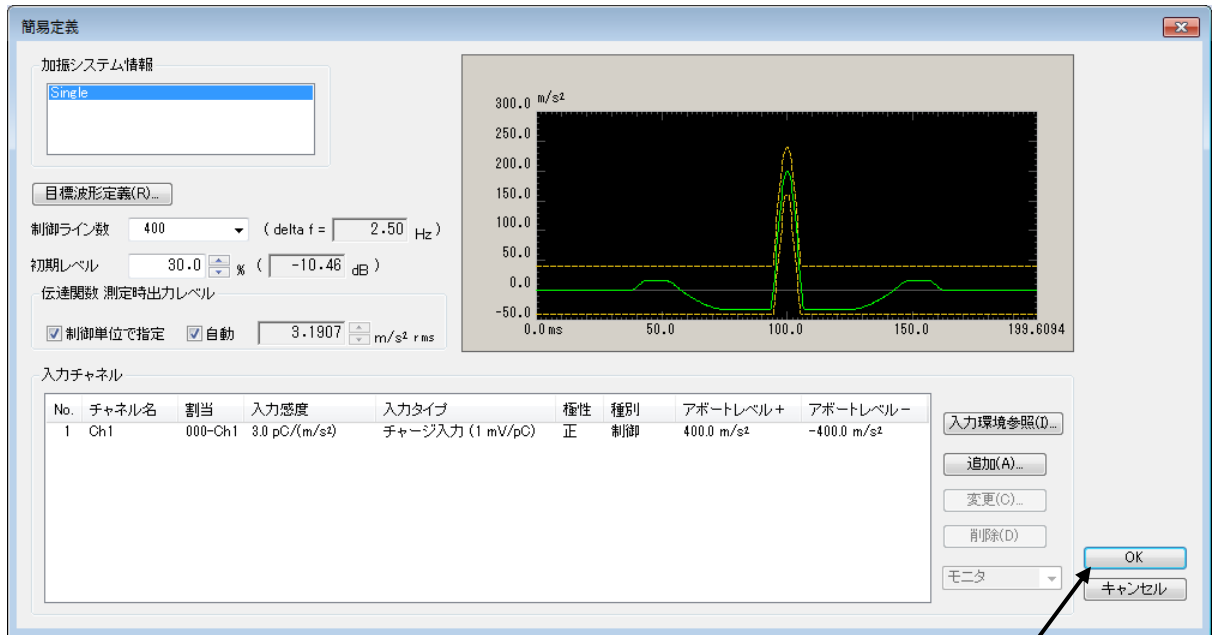 簡易定義
加振システム情報
Single
目標波形定義(R)...
制御ライン数 400 ( delta f = 2.50 Hz )
初期レベル 30.0 % ( -10.46 dB )
伝達関数 測定時出力レベル
制御単位で指定 自動 3.1907 m/s² rms
300.0 m/s²
250.0
200.0
150.0
100.0
50.0
0.0
-50.0
0.0 ms 50.0 100.0 150.0 199.6094
入力チャネル
No. チャネル名 割当 入力感度 入力タイプ 極性 種別 アボートレベル+ アボートレベル-
1 Ch1 000-Ch1 3.0 pC/(m/s²) チャージ入力 (1 mV/pC) 正 制御 400.0 m/s² -400.0 m/s²
入力環境参照(I)...
追加(A)...
変更(C)...
削除(D)
モニタ
OK
キャンセル